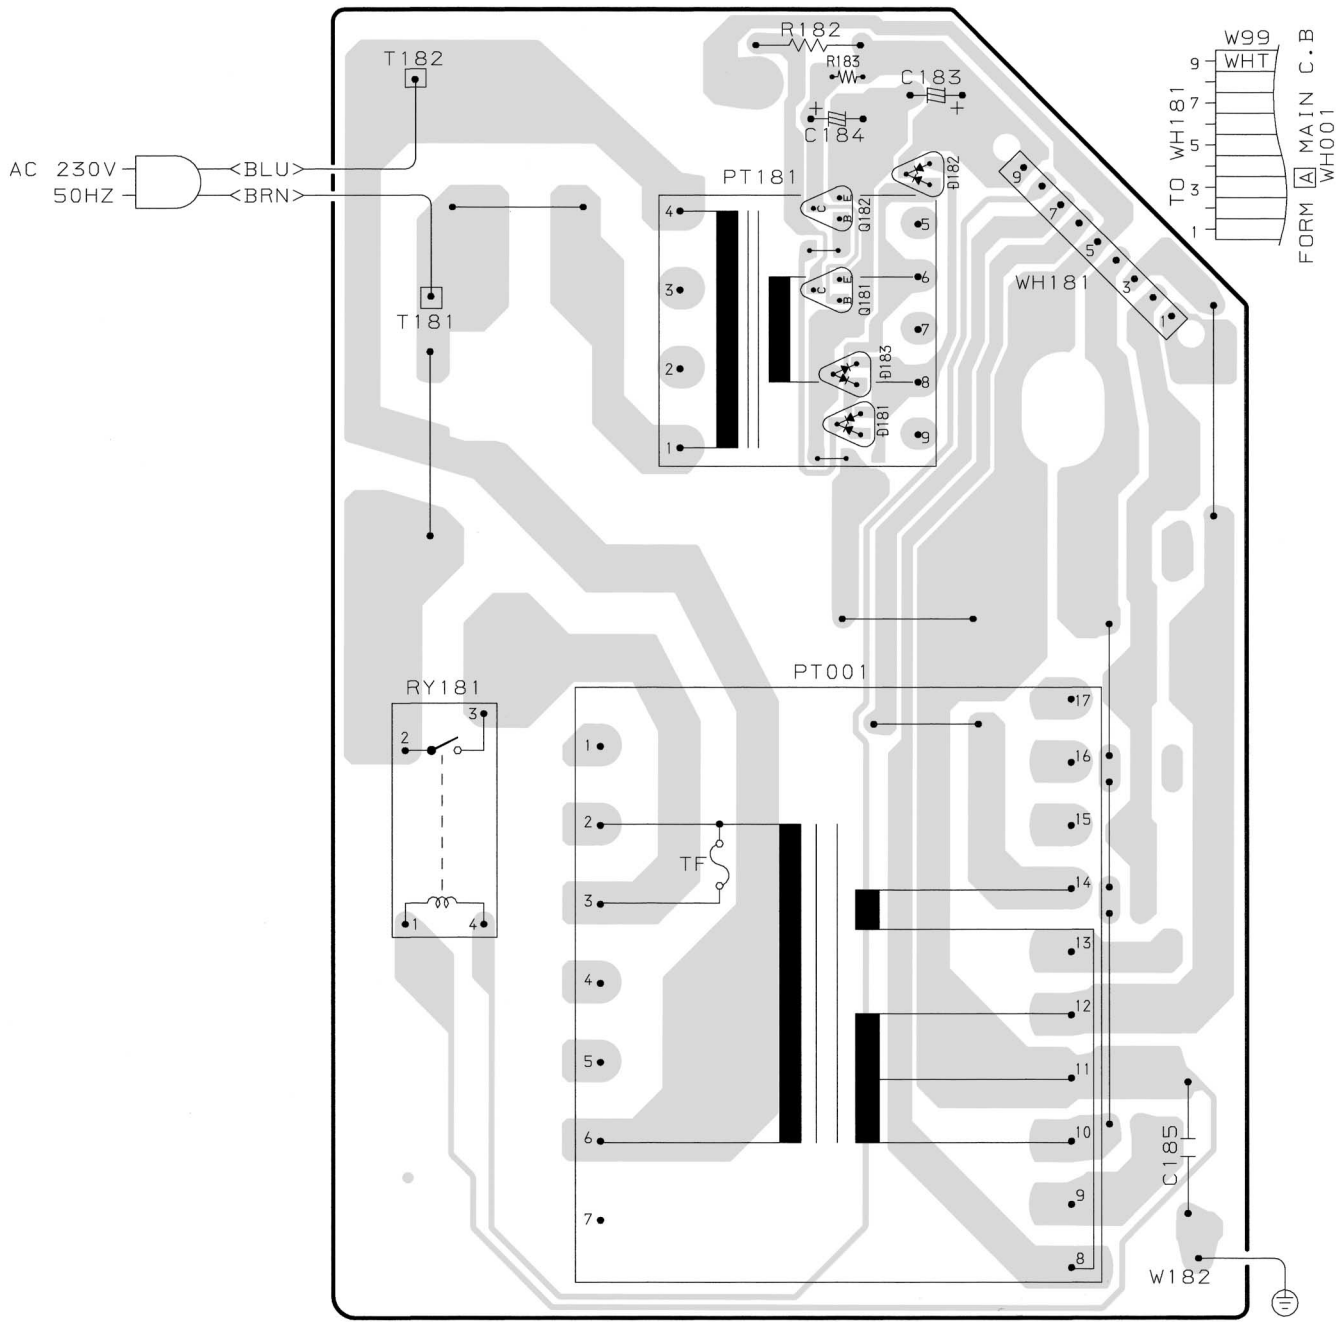 R182
W99
T182
R183
C183
9 WHT
+
+
C184
7
TO WH181
5
3
1
FORM A MAIN C.B
WH001
AC 230V
BLU
50HZ
BRN
PT181
D182
4
C E B
Q182
5
9
7
5
3
1
WH181
3
6
C E B
Q181
T181
7
2
D183
8
D181
1
9
PT001
RY181
3
2
17
1
16
2
15
TF
14
3
1
4
13
4
12
5
11
6
10
C185
9
7
8
W182